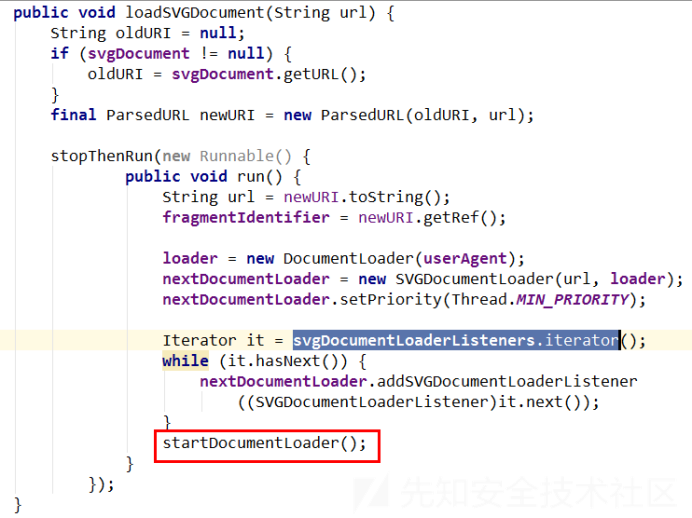 public void loadSVGDocument(String url) {
    String oldURI = null;
    if (svgDocument != null) {
        oldURI = svgDocument.getURL();
    }
    final ParsedURL newURI = new ParsedURL(oldURI, url);

    stopThenRun(new Runnable() {
            public void run() {
                String url = newURI.toString();
                fragmentIdentifier = newURI.getRef();

                loader = new DocumentLoader(userAgent);
                nextDocumentLoader = new SVGDocumentLoader(url, loader);
                nextDocumentLoader.setPriority(Thread.MIN_PRIORITY);

                Iterator it = svgDocumentLoaderListeners.iterator();
                while (it.hasNext()) {
                    nextDocumentLoader.addSVGDocumentLoaderListener
                        ((SVGDocumentLoaderListener)it.next());
                }
                startDocumentLoader();
            }
        });
}
先知安全技术社区